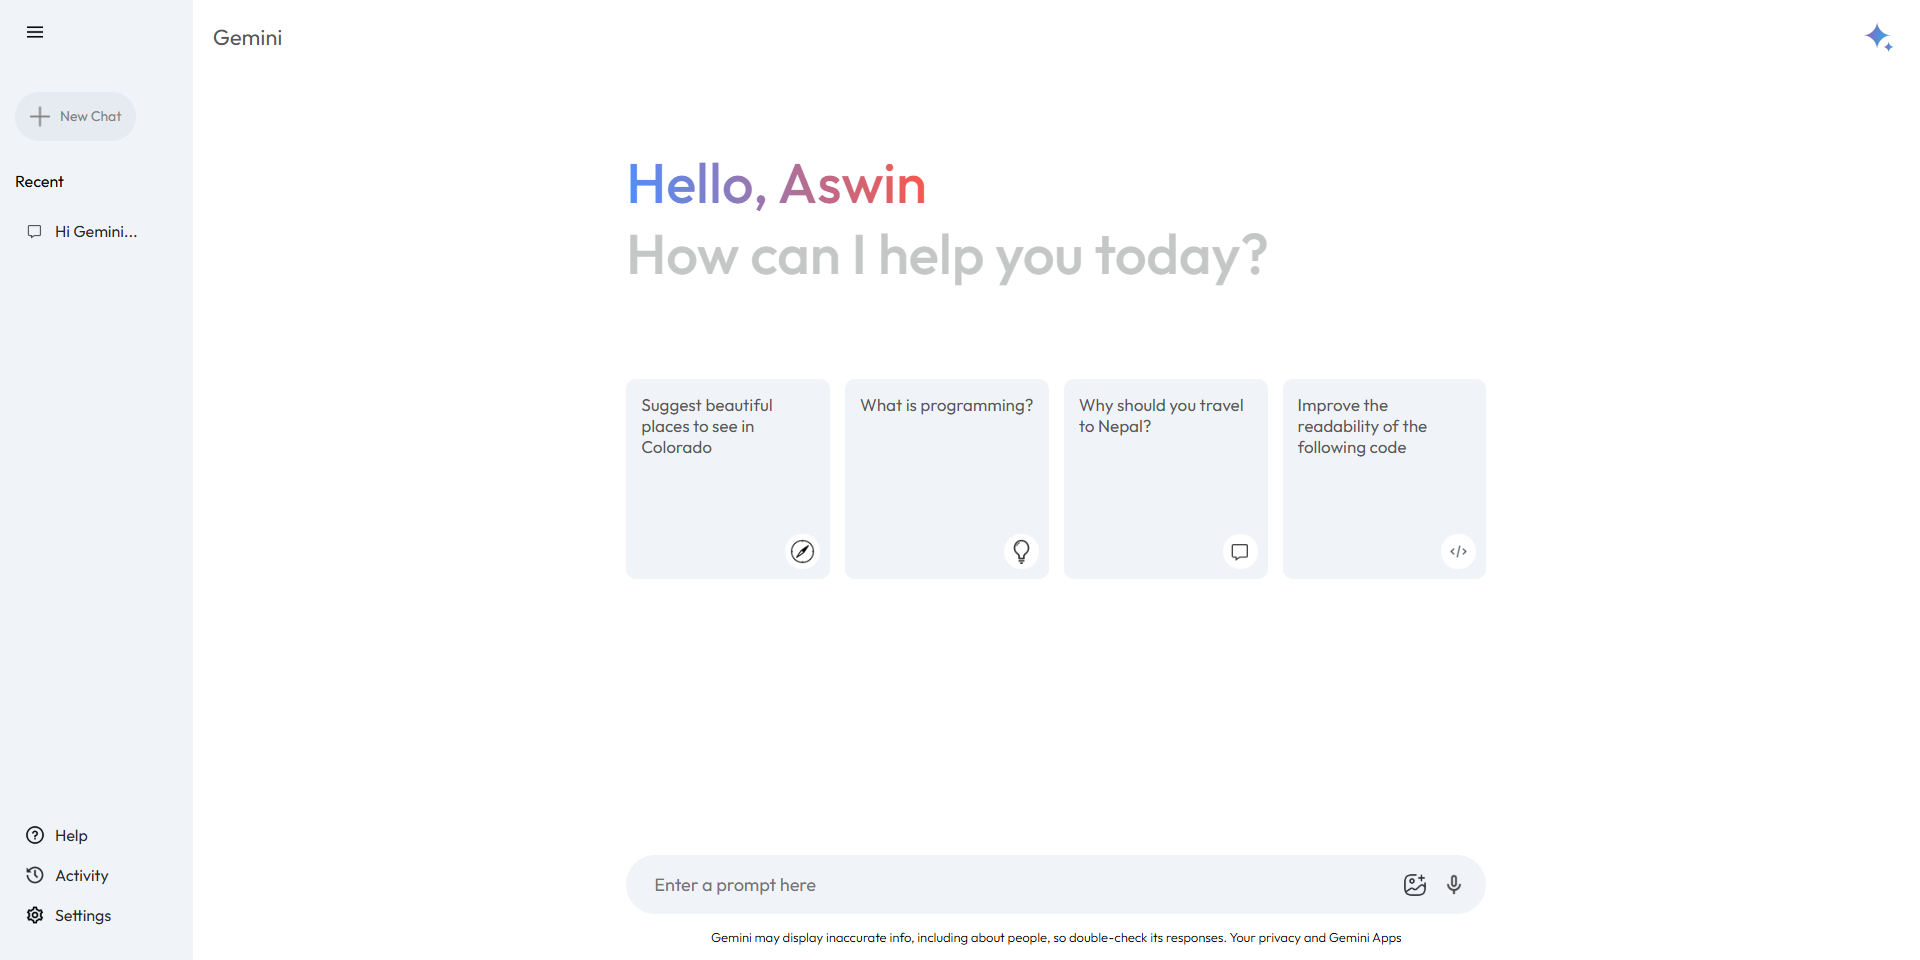 Gemini
New Chat
Recent
Hi Gemini...
Hello, Aswin
How can I help you today?
Suggest beautiful
places to see in
Colorado
What is programming?
Why should you travel
to Nepal?
Improve the
readability of the
following code
Help
Activity
Settings
Enter a prompt here
Gemini may display inaccurate info, including about people, so double-check its responses. Your privacy and Gemini Apps